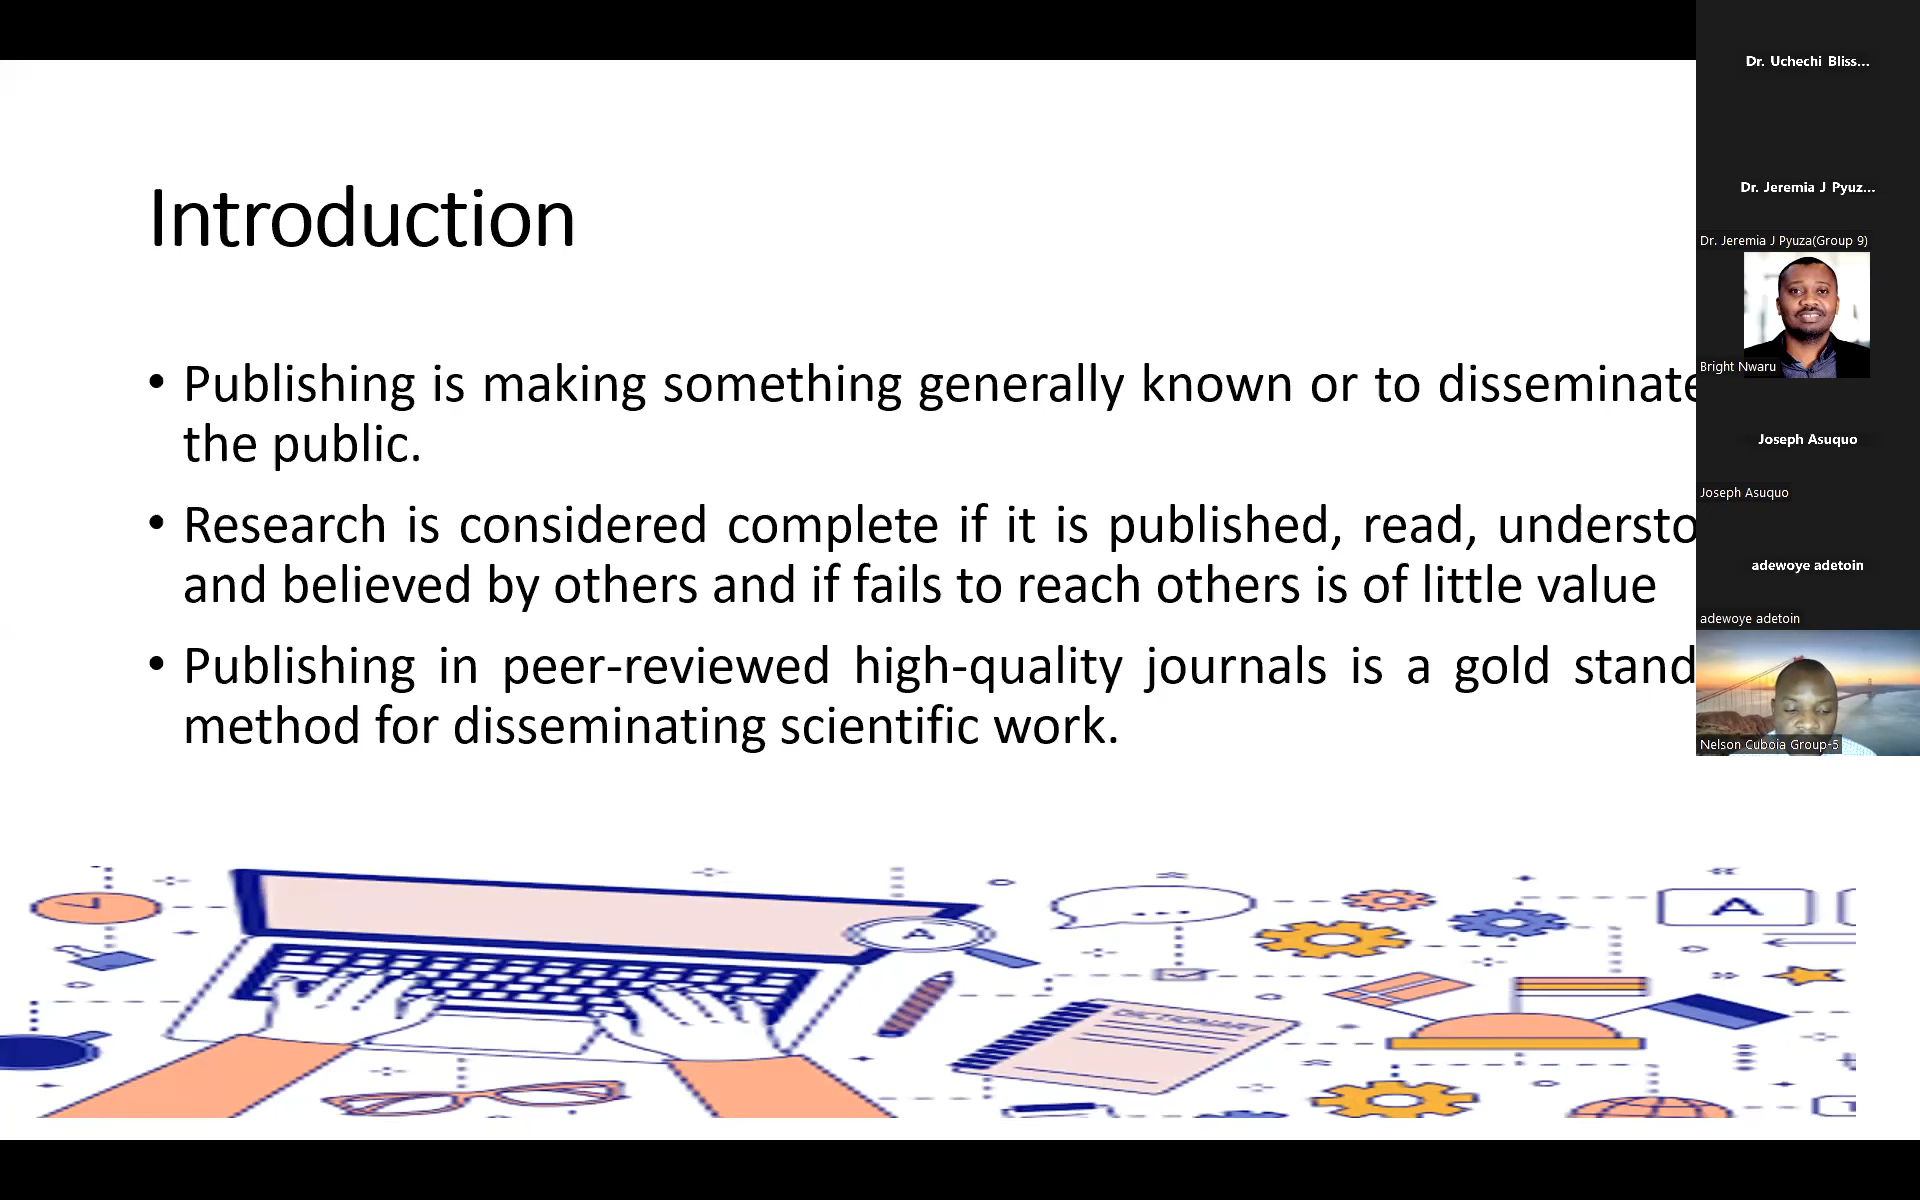 Introduction
• Publishing is making something generally known or to disseminate
the public.
• Research is considered complete if it is published, read, understo
and believed by others and if fails to reach others is of little value
• Publishing in peer-reviewed high-quality journals is a gold stand
method for disseminating scientific work.
A
A
DICTIONARY
Dr. Uchechi Bliss...
Dr. Jeremia J Pyuz...
Dr. Jeremia J Pyuza(Group 9)
Bright Nwaru
Joseph Asuquo
Joseph Asuquo
adewoye adetoin
adewoye adetoin
Nelson Cuboia Group-5